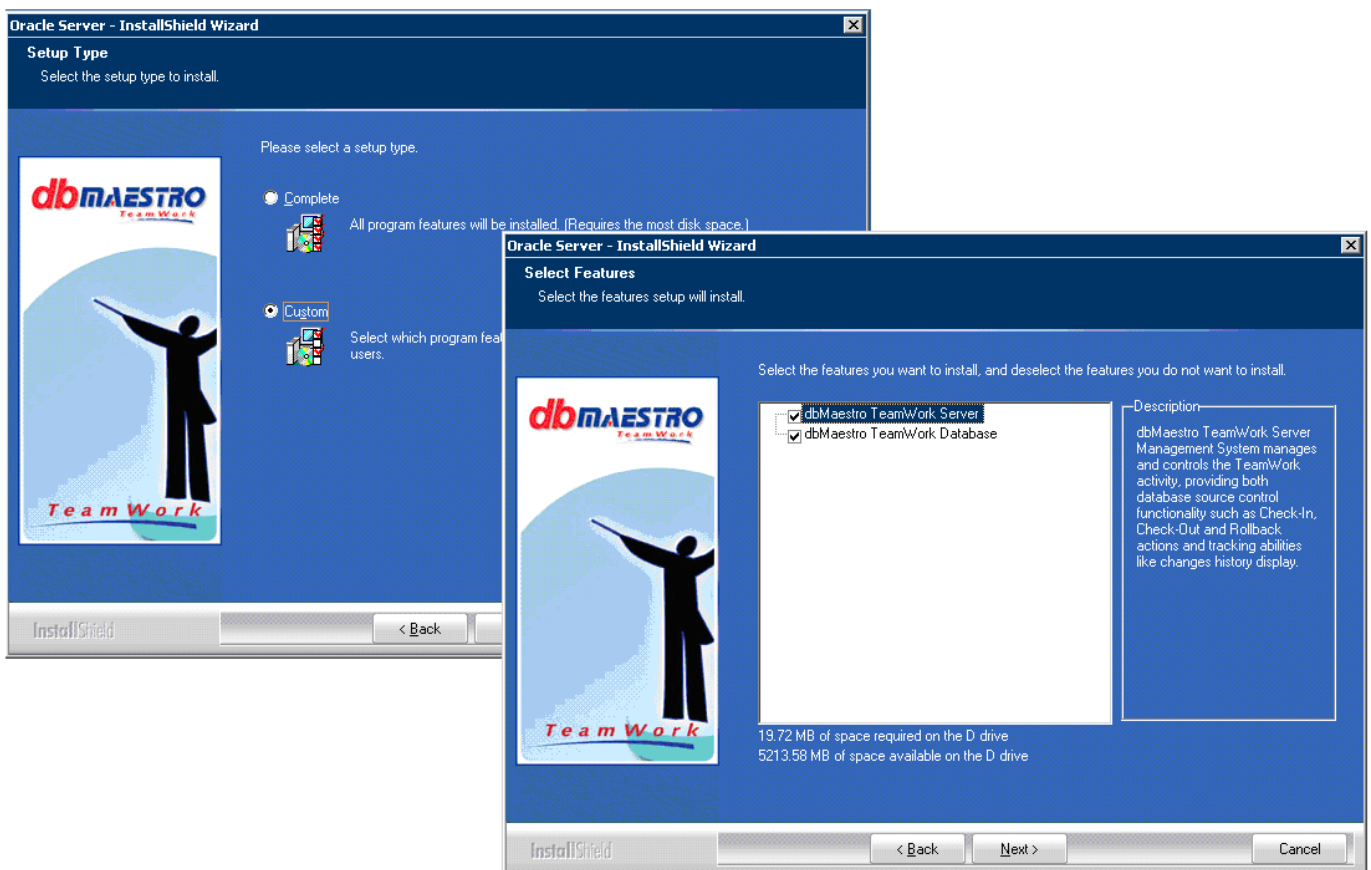 Oracle Server - InstallShield Wizard
Setup Type
Select the setup type to install.
Please select a setup type.
dbMAESTRO
TeamWork
Complete
All program features will be installed. (Requires the most disk space.)
Custom
Select which program fea
users.
TeamWork
InstallShield
< Back
Oracle Server - InstallShield Wizard
Select Features
Select the features setup will install.
Select the features you want to install, and deselect the features you do not want to install.
dbMAESTRO
TeamWork
dbMaestro TeamWork Server
dbMaestro TeamWork Database
Description
dbMaestro TeamWork Server
Management System manages
and controls the TeamWork
activity, providing both
database source control
functionality such as Check-In,
Check-Out and Rollback
actions and tracking abilities
like changes history display.
TeamWork
19.72 MB of space required on the D drive
5213.58 MB of space available on the D drive
InstallShield
< Back
Next >
Cancel